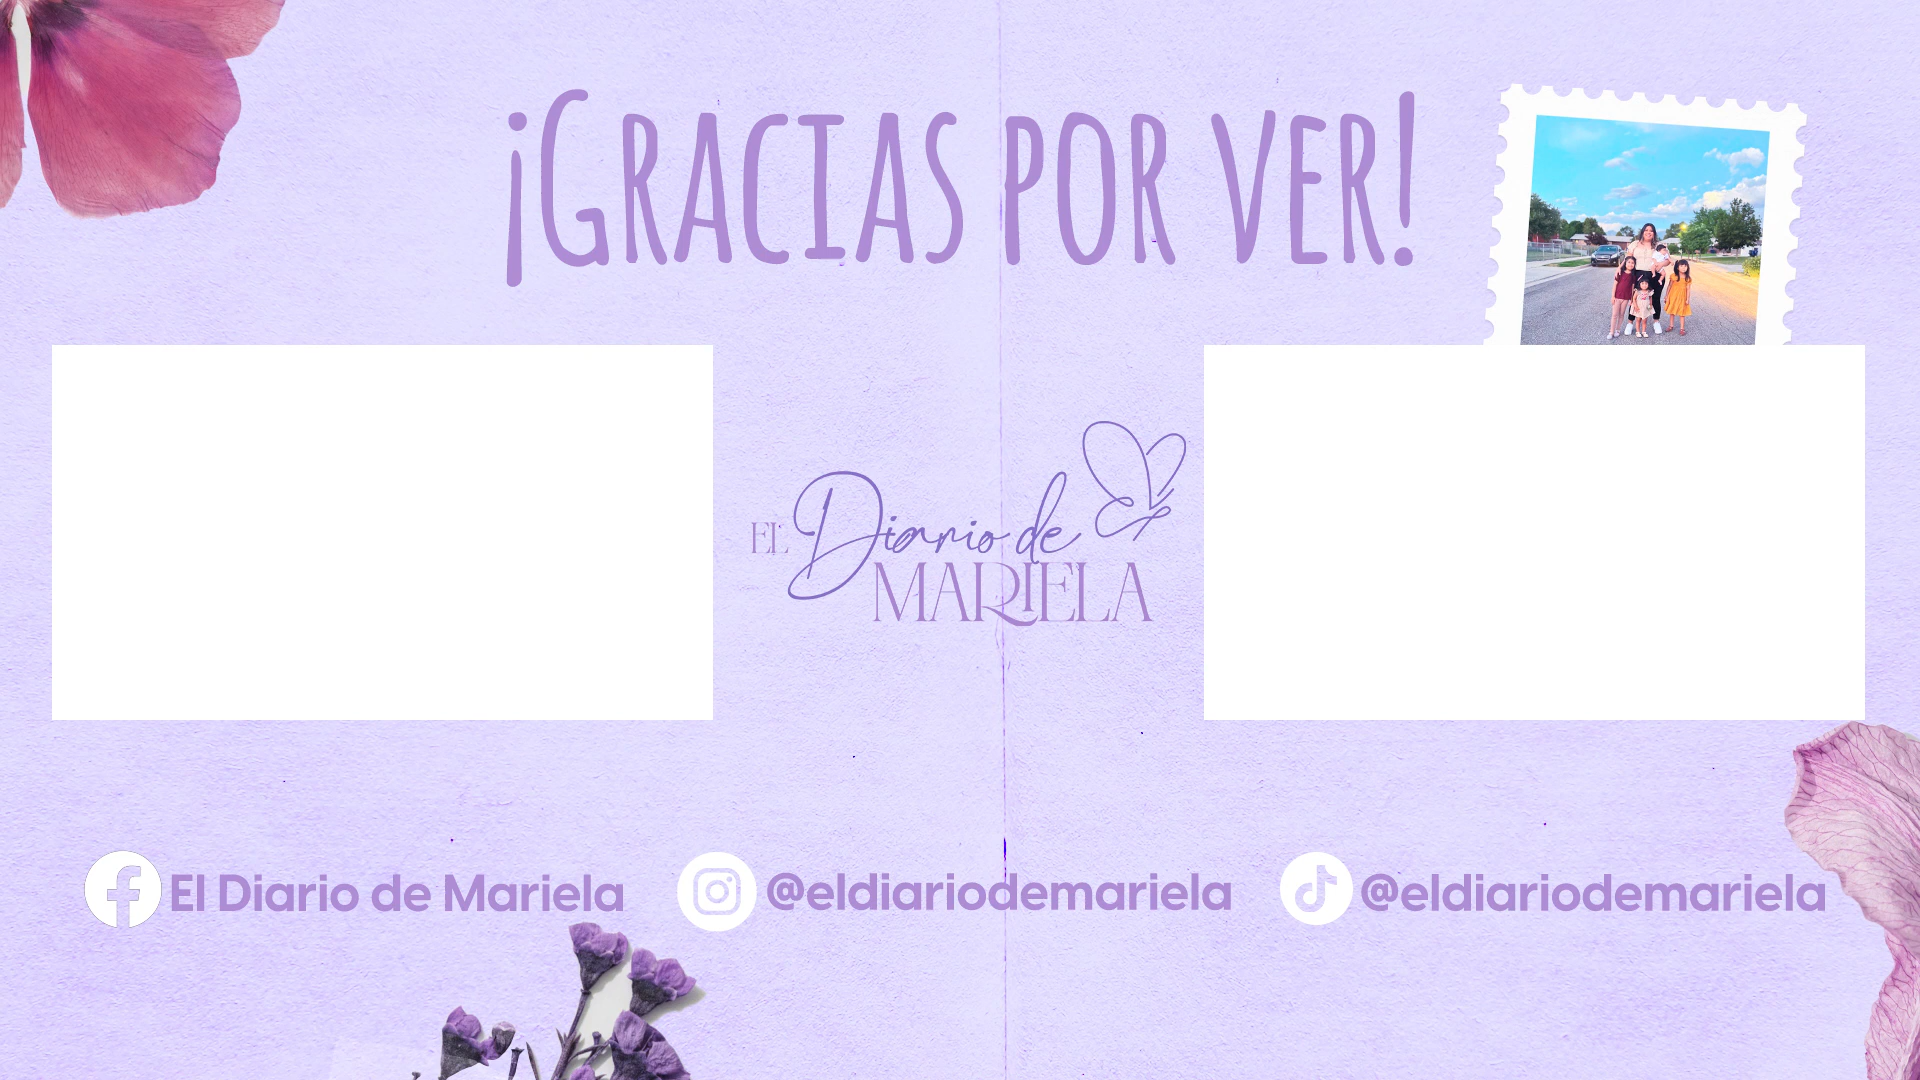 ¡GRACIAS POR VER!
EL Diario de
MARIELA
El Diario de Mariela
@eldiariodemariela
@eldiariodemariela